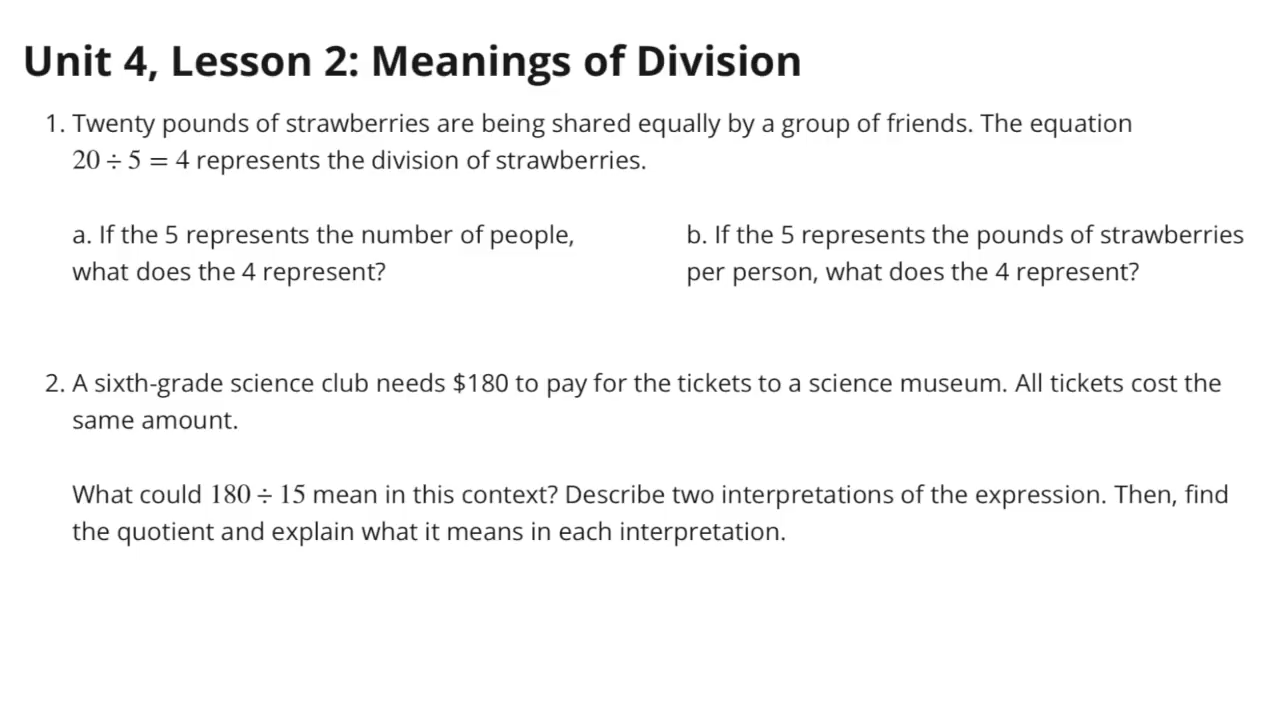 Unit 4, Lesson 2: Meanings of Division
1. Twenty pounds of strawberries are being shared equally by a group of friends. The equation
20 ÷ 5 = 4 represents the division of strawberries.
a. If the 5 represents the number of people,
what does the 4 represent?
b. If the 5 represents the pounds of strawberries
per person, what does the 4 represent?
2. A sixth-grade science club needs $180 to pay for the tickets to a science museum. All tickets cost the
same amount.
What could 180 ÷ 15 mean in this context? Describe two interpretations of the expression. Then, find
the quotient and explain what it means in each interpretation.